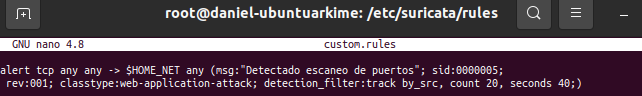 root@daniel-ubuntuarkime: /etc/suricata/rules
GNU nano 4.8 custom.rules
alert tcp any any -> $HOME_NET any (msg:"Detectado escaneo de puertos"; sid:0000005;
rev:001; classtype:web-application-attack; detection_filter:track by_src, count 20, seconds 40;)